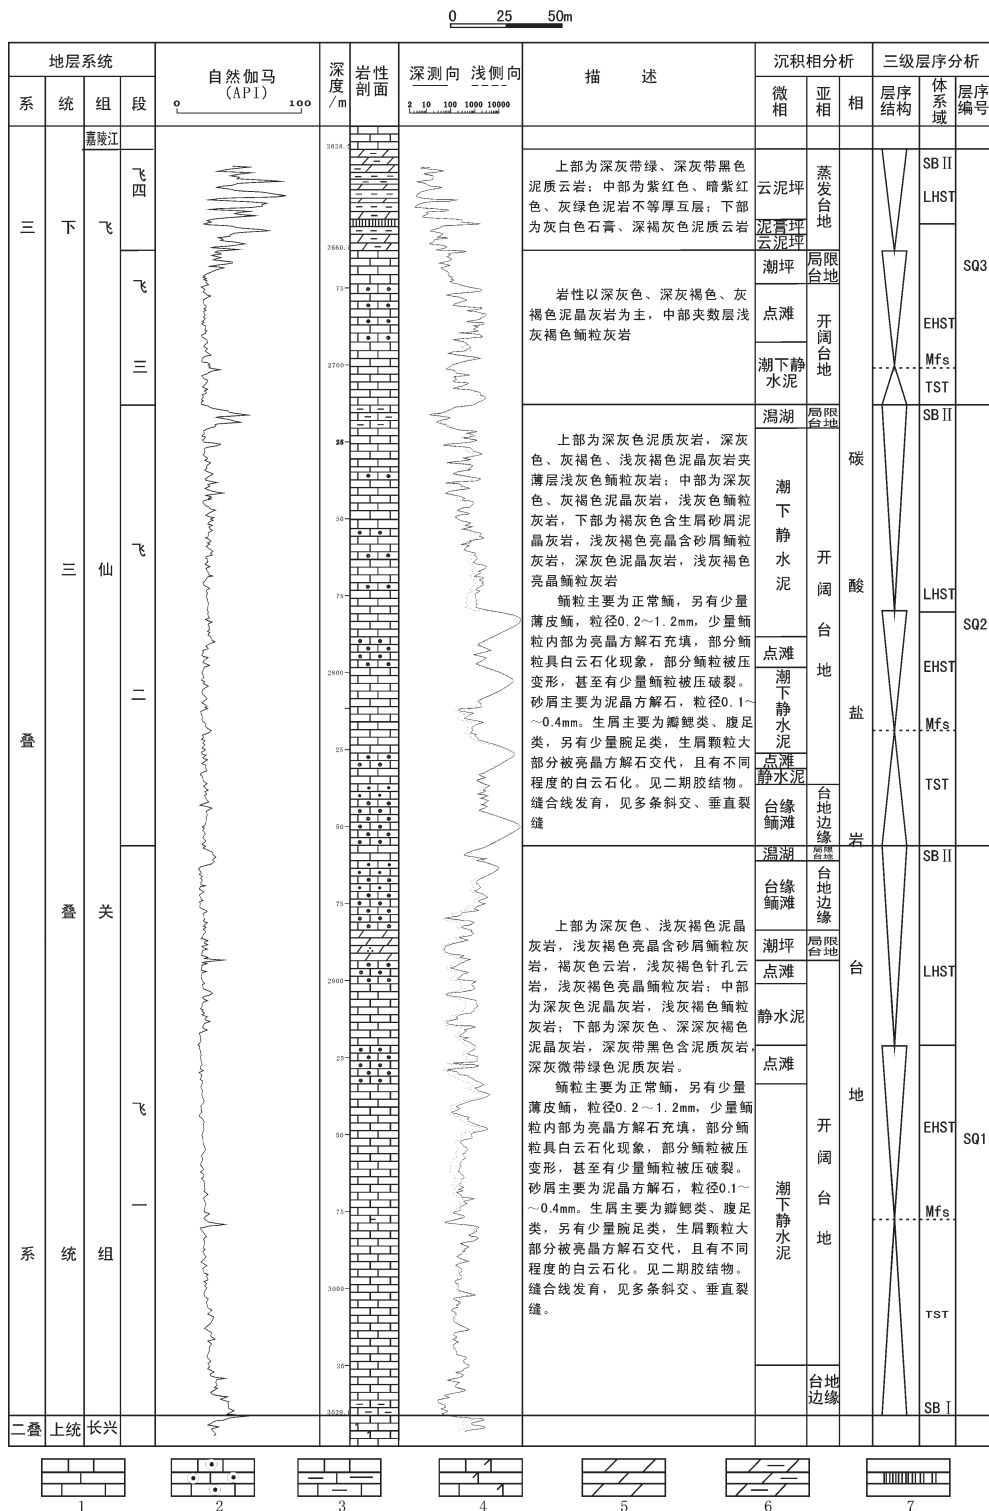 0 25 50m
地层系统
系 统 组 段
自然伽马
(API)
0 100
深度/m
岩性剖面
深测向 浅侧向
2 10 100 1000 10000
描 述
沉积相分析
微相 亚相 相
三级层序分析
层序结构 体系域 层序编号
嘉陵江
三叠系
下三叠统
飞仙关组
飞四
飞三
飞二
飞一
二叠 上统 长兴
2660.
75
2700
25
50
75
2800
25
50
75
2900
25
50
75
3000
25
3039.
上部为深灰带绿、深灰带黑色
泥质云岩；中部为紫红色、暗紫红
色、灰绿色泥岩不等厚互层；下部
为灰白色石膏、深褐灰色泥质云岩
岩性以深灰色、深灰褐色、灰
褐色泥晶灰岩为主，中部夹数层浅
灰褐色鲕粒灰岩
上部为深灰色泥质灰岩，深灰
色、灰褐色、浅灰褐色泥晶灰岩夹
薄层浅灰色鲕粒灰岩；中部为深灰
色、灰褐色泥晶灰岩，浅灰色鲕粒
灰岩，下部为褐灰色含生屑砂屑泥
晶灰岩，浅灰褐色亮晶含砂屑鲕粒
灰岩，深灰色泥晶灰岩，浅灰褐色
亮晶鲕粒灰岩
鲕粒主要为正常鲕，另有少量
薄皮鲕，粒径0.2～1.2mm，少量鲕
粒内部为亮晶方解石充填，部分鲕
粒具白云石化现象，部分鲕粒被压
变形，甚至有少量鲕粒被压破裂。
砂屑主要为泥晶方解石，粒径0.1～
～0.4mm。生屑主要为瓣鳃类、腹足
类，另有少量腕足类，生屑颗粒大
部分被亮晶方解石交代，且有不同
程度的白云石化。见二期胶结物。
缝合线发育，见多条斜交、垂直裂
缝
上部为深灰色、浅灰褐色泥晶
灰岩，浅灰褐色亮晶含砂屑鲕粒灰
岩，褐灰色云岩，浅灰褐色针孔云
岩，浅灰褐色亮晶鲕粒灰岩；中部
为深灰色泥晶灰岩，浅灰褐色鲕粒
灰岩；下部为深灰色、深深灰褐色
泥晶灰岩，深灰带黑色含泥质灰岩，
深灰微带绿色泥质灰岩。
鲕粒主要为正常鲕，另有少量
薄皮鲕，粒径0.2～1.2mm，少量鲕
粒内部为亮晶方解石充填，部分鲕
粒具白云石化现象，部分鲕粒被压
变形，甚至有少量鲕粒被压破裂。
砂屑主要为泥晶方解石，粒径0.1～
～0.4mm。生屑主要为瓣鳃类、腹足
类，另有少量腕足类，生屑颗粒大
部分被亮晶方解石交代，且有不同
程度的白云石化。见二期胶结物。
缝合线发育，见多条斜交、垂直裂
缝。
云泥坪
泥膏坪
云泥坪
潮坪
点滩
潮下静水泥
潟湖
潮下静水泥
点滩
潮下静水泥
点滩
静水泥
台缘鲕滩
潟湖
台缘鲕滩
潮坪
点滩
静水泥
点滩
潮下静水泥
蒸发台地
局限台地
开阔台地
局限台地
开阔台地
台地边缘
局限台地
台地边缘
局限台地
开阔台地
台地边缘
碳酸盐岩台地
SBⅡ
LHST
EHST
Mfs
TST
SBⅡ
LHST
EHST
Mfs
TST
SBⅡ
LHST
EHST
Mfs
TST
SBⅠ
SQ3
SQ2
SQ1
1 2 3 4 5 6 7